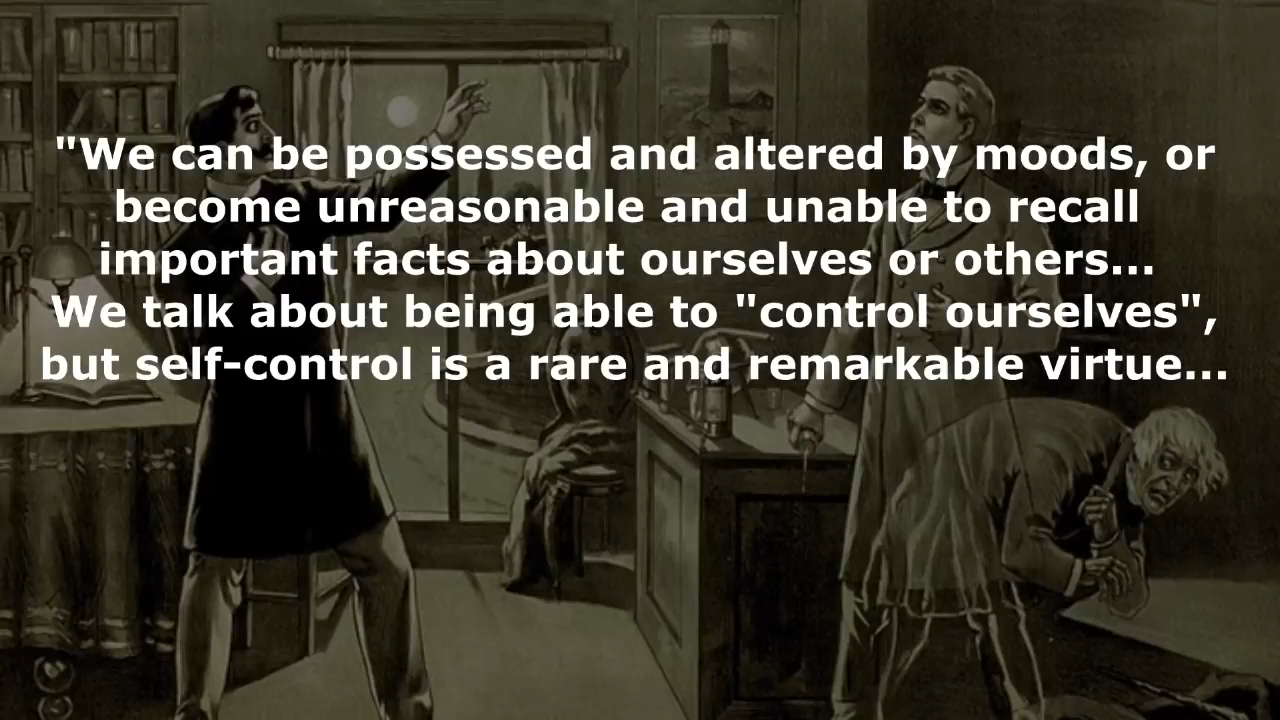 "We can be possessed and altered by moods, or
become unreasonable and unable to recall
important facts about ourselves or others...
We talk about being able to "control ourselves",
but self-control is a rare and remarkable virtue...